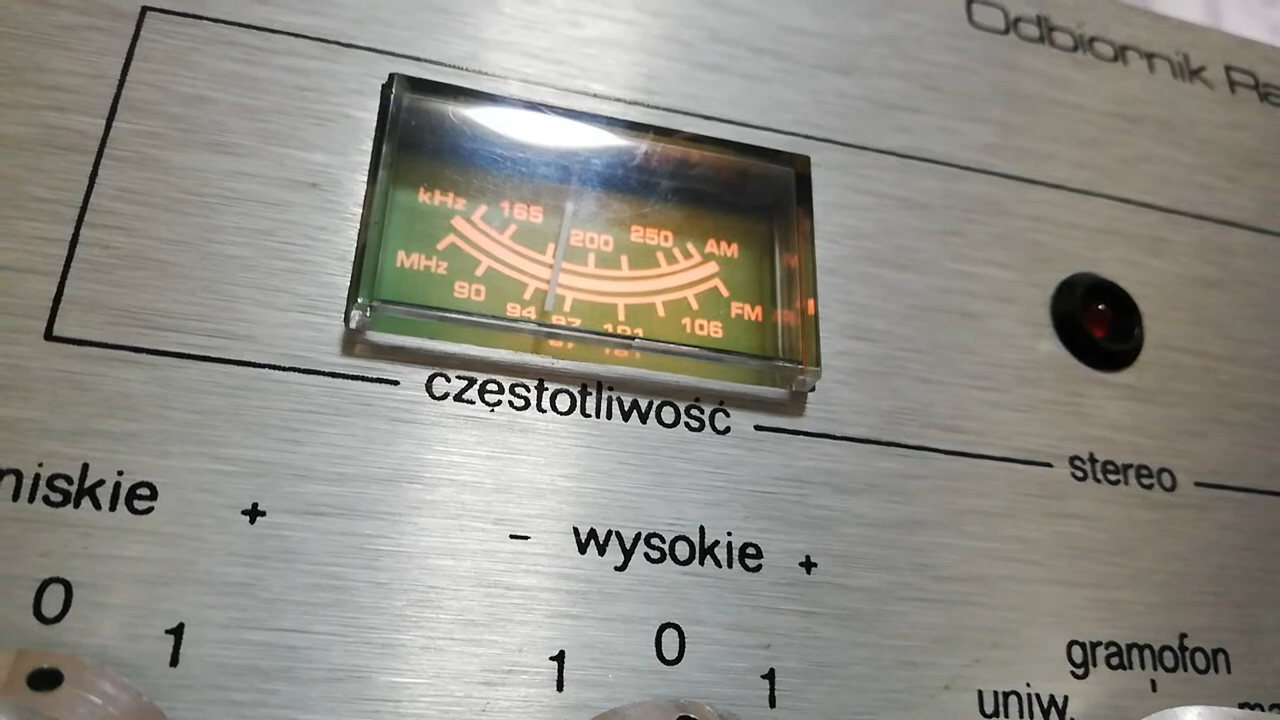 Odbiornik
kHz 165 200 250 AM
MHz 90 94 97 101 106 FM
częstotliwość
stereo
niskie +
- wysokie +
0 1
1 0 1
gramofon
uniw.